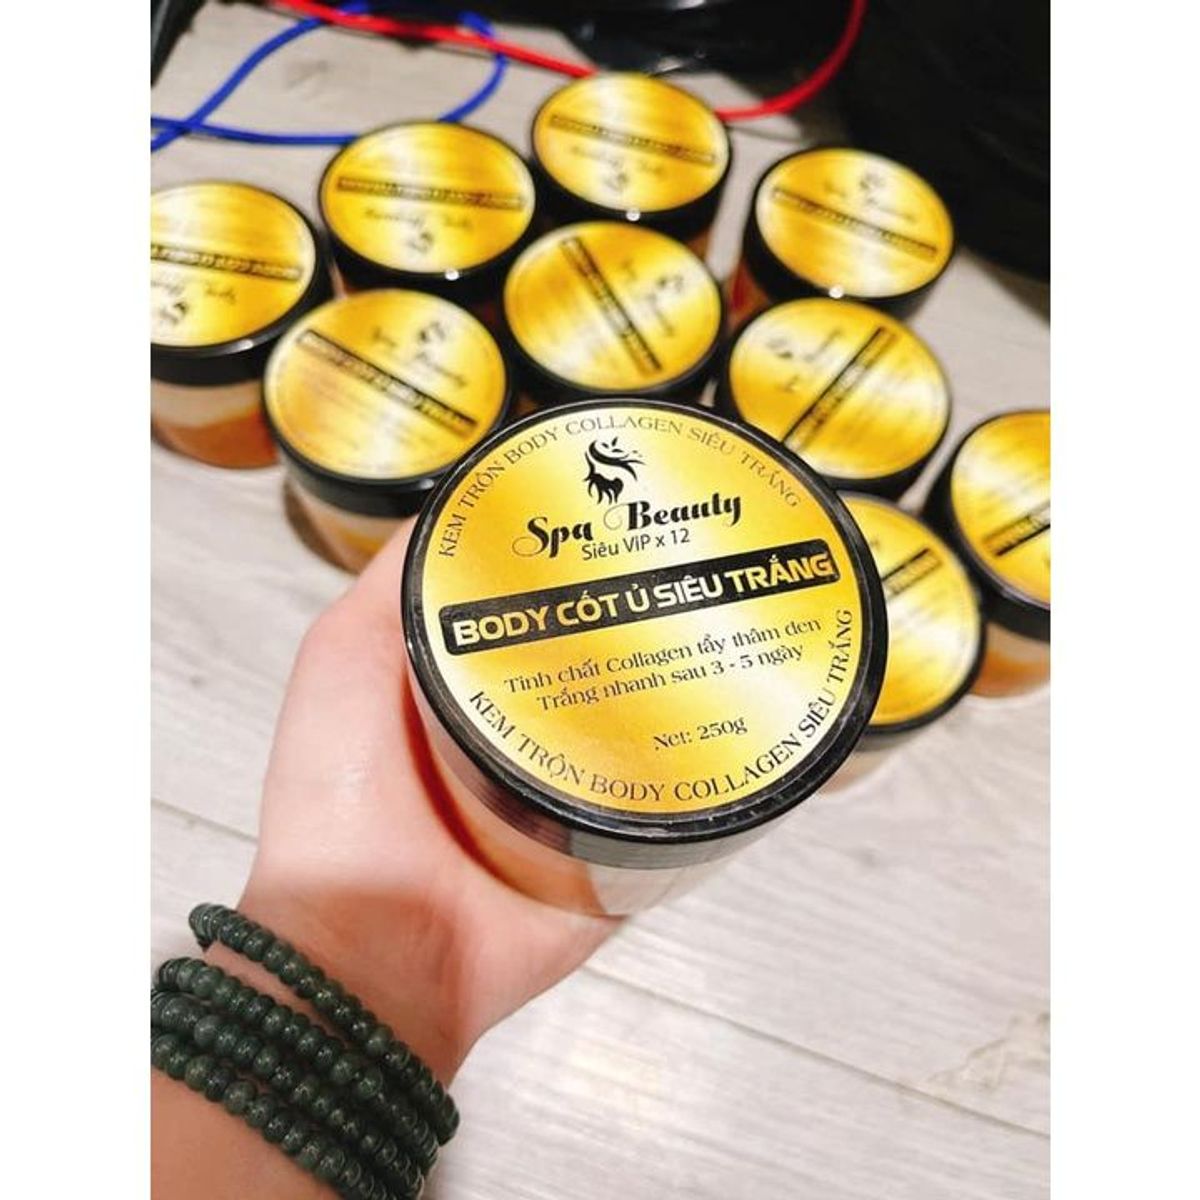 KEM TRỘN BODY COLLAGEN SIÊU TRẮNG
Spa Beauty
Siêu VIP x 12
BODY CỐT Ủ SIÊU TRẮNG
Tinh chất Collagen tẩy thâm đen
Trắng nhanh sau 3 - 5 ngày
Net: 250g
KEM TRỘN BODY COLLAGEN SIÊU TRẮNG